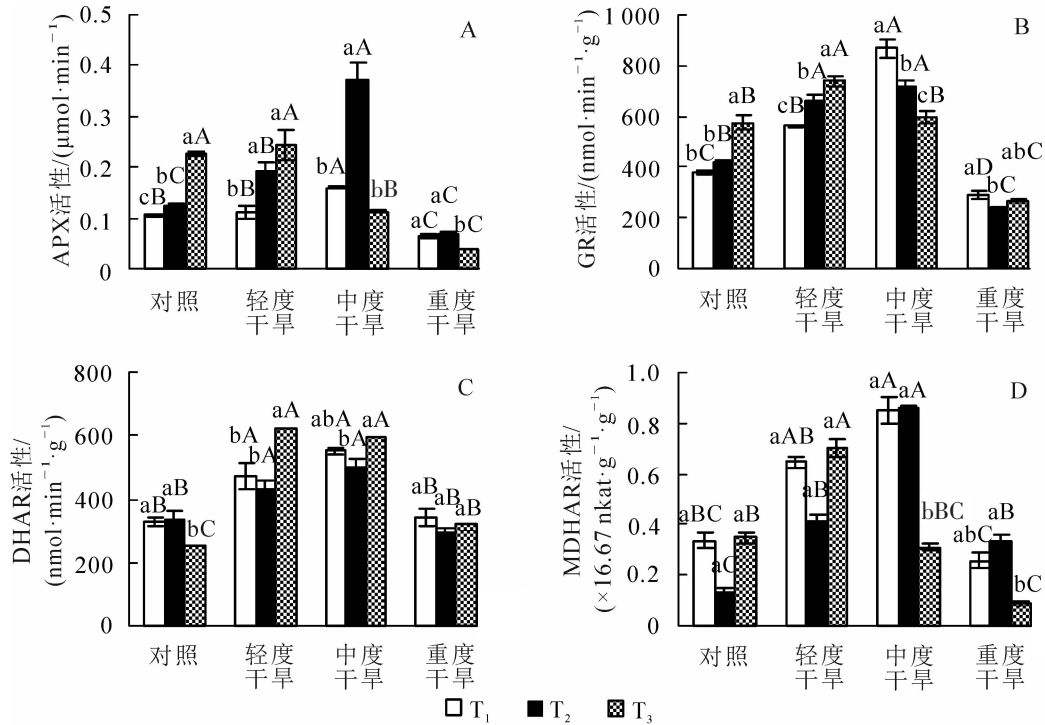 A
APX活性/(μmol·min⁻¹)
0.5
0.4
0.3
0.2
0.1
0
cB
bC
aA
bB
aB
aA
bA
aA
bB
aC
aC
bC
对照
轻度
干旱
中度
干旱
重度
干旱
B
GR活性/(nmol·min⁻¹·g⁻¹)
1 000
800
600
400
200
0
bC
bB
aB
cB
bA
aA
aA
bA
cB
aD
bC
abC
对照
轻度
干旱
中度
干旱
重度
干旱
C
DHAR活性/
(nmol·min⁻¹·g⁻¹)
800
600
400
200
0
aB
aB
bC
bA
bA
aA
abA
bA
aA
aB
aB
aB
对照
轻度
干旱
中度
干旱
重度
干旱
D
MDHAR活性/
(×16.67 nkat·g⁻¹·g⁻¹)
1.0
0.8
0.6
0.4
0.2
0
aBC
aC
aB
aAB
aB
aA
aA
aA
bBC
abC
aB
bC
对照
轻度
干旱
中度
干旱
重度
干旱
T₁ T₂ T₃